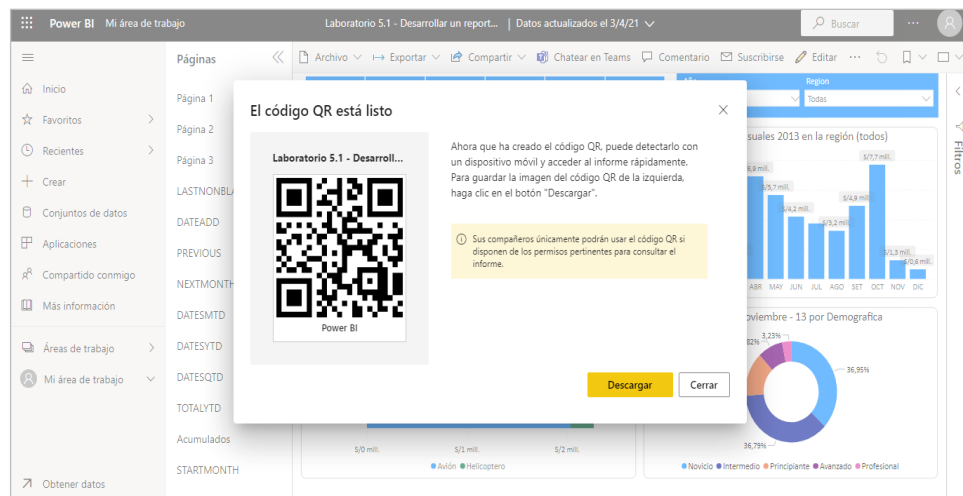 Power BI Mi área de trabajo
Laboratorio 5.1 - Desarrollar un report... | Datos actualizados el 3/4/21
Buscar
Páginas
Archivo
Exportar
Compartir
Chatear en Teams
Comentario
Suscribirse
Editar
Inicio
Favoritos
Recientes
Crear
Conjuntos de datos
Aplicaciones
Compartido conmigo
Más información
Áreas de trabajo
Mi área de trabajo
Obtener datos
Página 1
Página 2
Página 3
LASTNONBLA
DATEADD
PREVIOUS
NEXTMONTH
DATESMTD
DATESYTD
DATESQTD
TOTALYTD
Acumulados
STARTMONTH
El código QR está listo
Laboratorio 5.1 - Desarroll...
Power BI
Ahora que ha creado el código QR, puede detectarlo con
un dispositivo móvil y acceder al informe rápidamente.
Para guardar la imagen del código QR de la izquierda,
haga clic en el botón "Descargar".
Sus compañeros únicamente podrán usar el código QR si
disponen de los permisos pertinentes para consultar el
informe.
Descargar
Cerrar
Region
Todas
Filtros
suales 2013 en la región (todos)
S/5,7 mill.
S/4,2 mill.
S/3,2 mill.
S/4,9 mill.
S/7,7 mill.
S/1,3 mill.
S/0,6 mill.
ABR MAY JUN JUL AGO SET OCT NOV DIC
oviembre - 13 por Demografica
3,23%
36,95%
36,79%
Novicio Intermedio Principiante Avanzado Profesional
S/0 mill. S/1 mill. S/2 mill.
Avión Helicoptero